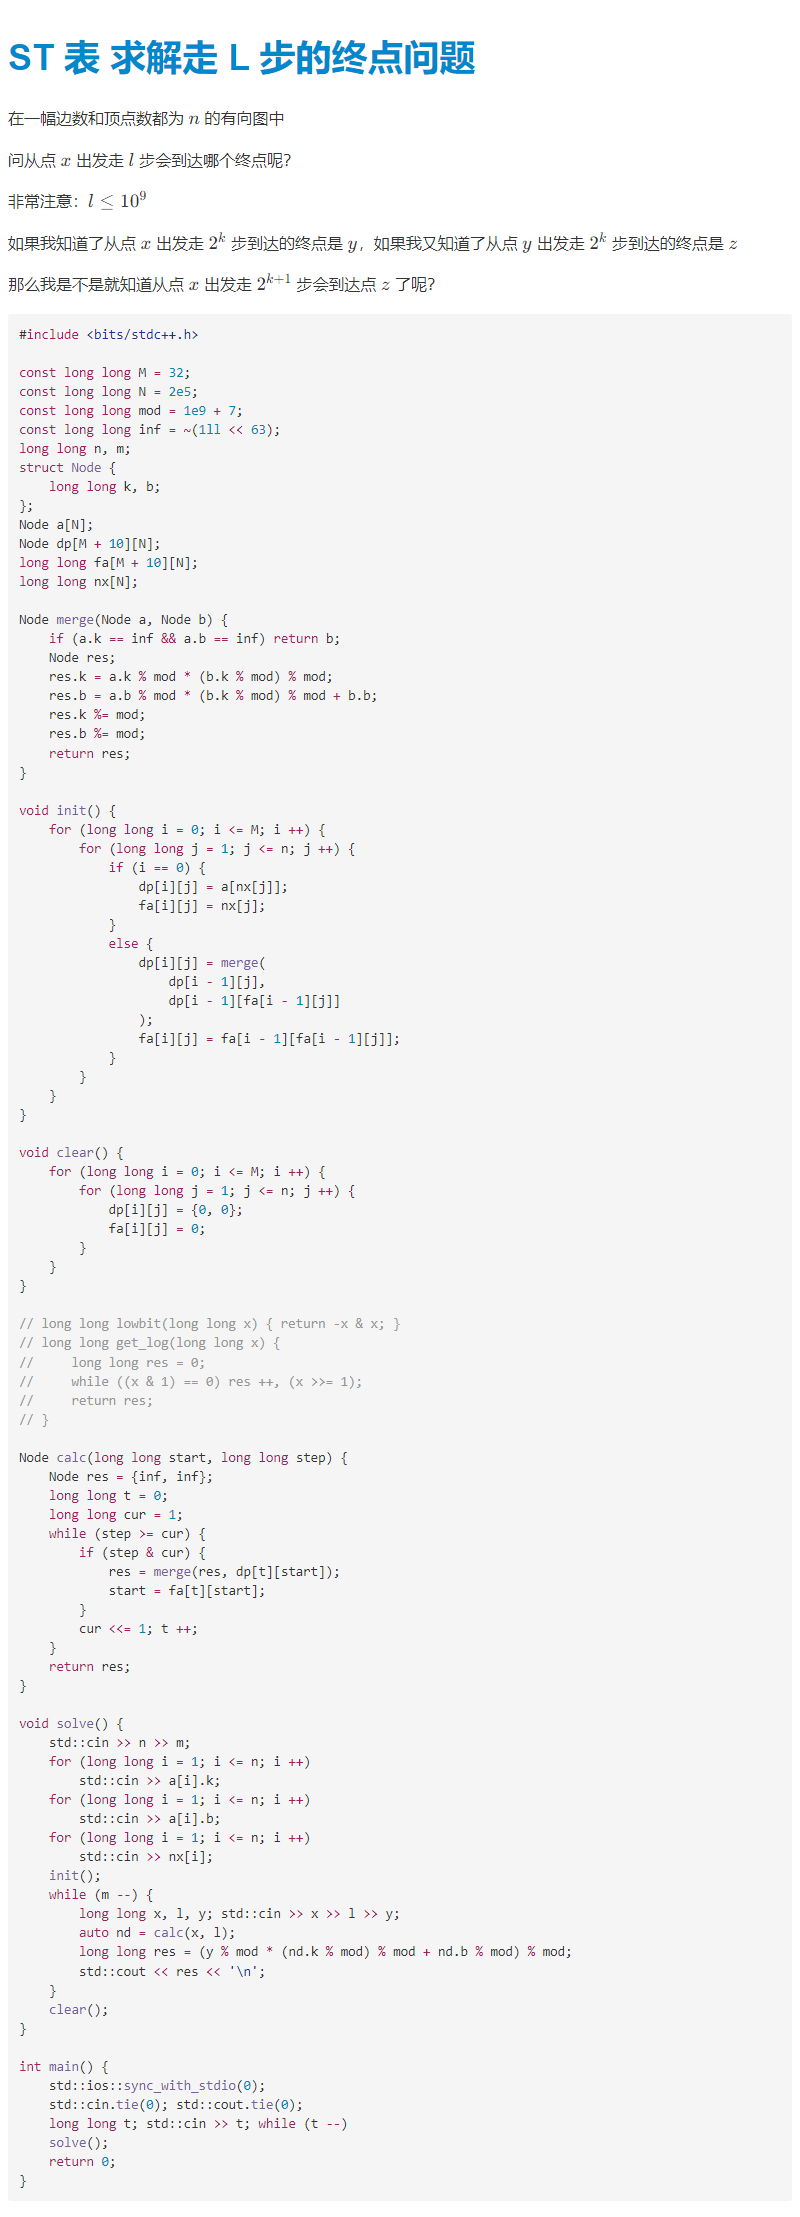 ST 表 求解走 L 步的终点问题
在一幅边数和顶点数都为 n 的有向图中
问从点 x 出发走 l 步会到达哪个终点呢？
非常注意：l ≤ 10^9
如果我知道了从点 x 出发走 2^k 步到达的终点是 y，如果我又知道了从点 y 出发走 2^k 步到达的终点是 z
那么我是不是就知道从点 x 出发走 2^{k+1} 步会到达点 z 了呢？
#include <bits/stdc++.h>
const long long M = 32;
const long long N = 2e5;
const long long mod = 1e9 + 7;
const long long inf = ~(1ll << 63);
long long n, m;
struct Node {
    long long k, b;
};
Node a[N];
Node dp[M + 10][N];
long long fa[M + 10][N];
long long nx[N];
Node merge(Node a, Node b) {
    if (a.k == inf && a.b == inf) return b;
    Node res;
    res.k = a.k % mod * (b.k % mod) % mod;
    res.b = a.b % mod * (b.k % mod) % mod + b.b;
    res.k %= mod;
    res.b %= mod;
    return res;
}
void init() {
    for (long long i = 0; i <= M; i ++) {
        for (long long j = 1; j <= n; j ++) {
            if (i == 0) {
                dp[i][j] = a[nx[j]];
                fa[i][j] = nx[j];
            }
            else {
                dp[i][j] = merge(
                    dp[i - 1][j],
                    dp[i - 1][fa[i - 1][j]]
                );
                fa[i][j] = fa[i - 1][fa[i - 1][j]];
            }
        }
    }
}
void clear() {
    for (long long i = 0; i <= M; i ++) {
        for (long long j = 1; j <= n; j ++) {
            dp[i][j] = {0, 0};
            fa[i][j] = 0;
        }
    }
}
// long long lowbit(long long x) { return -x & x; }
// long long get_log(long long x) {
//     long long res = 0;
//     while ((x & 1) == 0) res ++, (x >>= 1);
//     return res;
// }
Node calc(long long start, long long step) {
    Node res = {inf, inf};
    long long t = 0;
    long long cur = 1;
    while (step >= cur) {
        if (step & cur) {
            res = merge(res, dp[t][start]);
            start = fa[t][start];
        }
        cur <<= 1; t ++;
    }
    return res;
}
void solve() {
    std::cin >> n >> m;
    for (long long i = 1; i <= n; i ++)
        std::cin >> a[i].k;
    for (long long i = 1; i <= n; i ++)
        std::cin >> a[i].b;
    for (long long i = 1; i <= n; i ++)
        std::cin >> nx[i];
    init();
    while (m --) {
        long long x, l, y; std::cin >> x >> l >> y;
        auto nd = calc(x, l);
        long long res = (y % mod * (nd.k % mod) % mod + nd.b % mod) % mod;
        std::cout << res << '\n';
    }
    clear();
}
int main() {
    std::ios::sync_with_stdio(0);
    std::cin.tie(0); std::cout.tie(0);
    long long t; std::cin >> t; while (t --)
    solve();
    return 0;
}